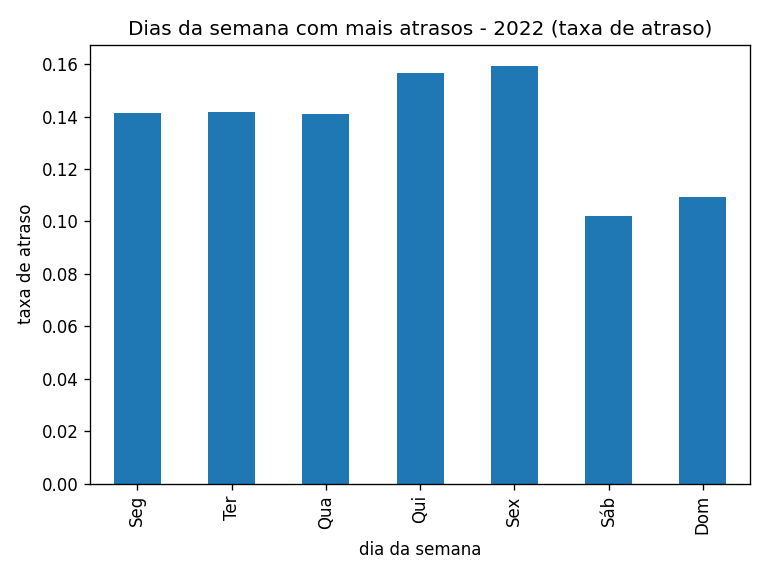 Dias da semana com mais atrasos - 2022 (taxa de atraso)
taxa de atraso
0.16
0.14
0.12
0.10
0.08
0.06
0.04
0.02
0.00
Seg
Ter
Qua
Qui
Sex
Sáb
Dom
dia da semana